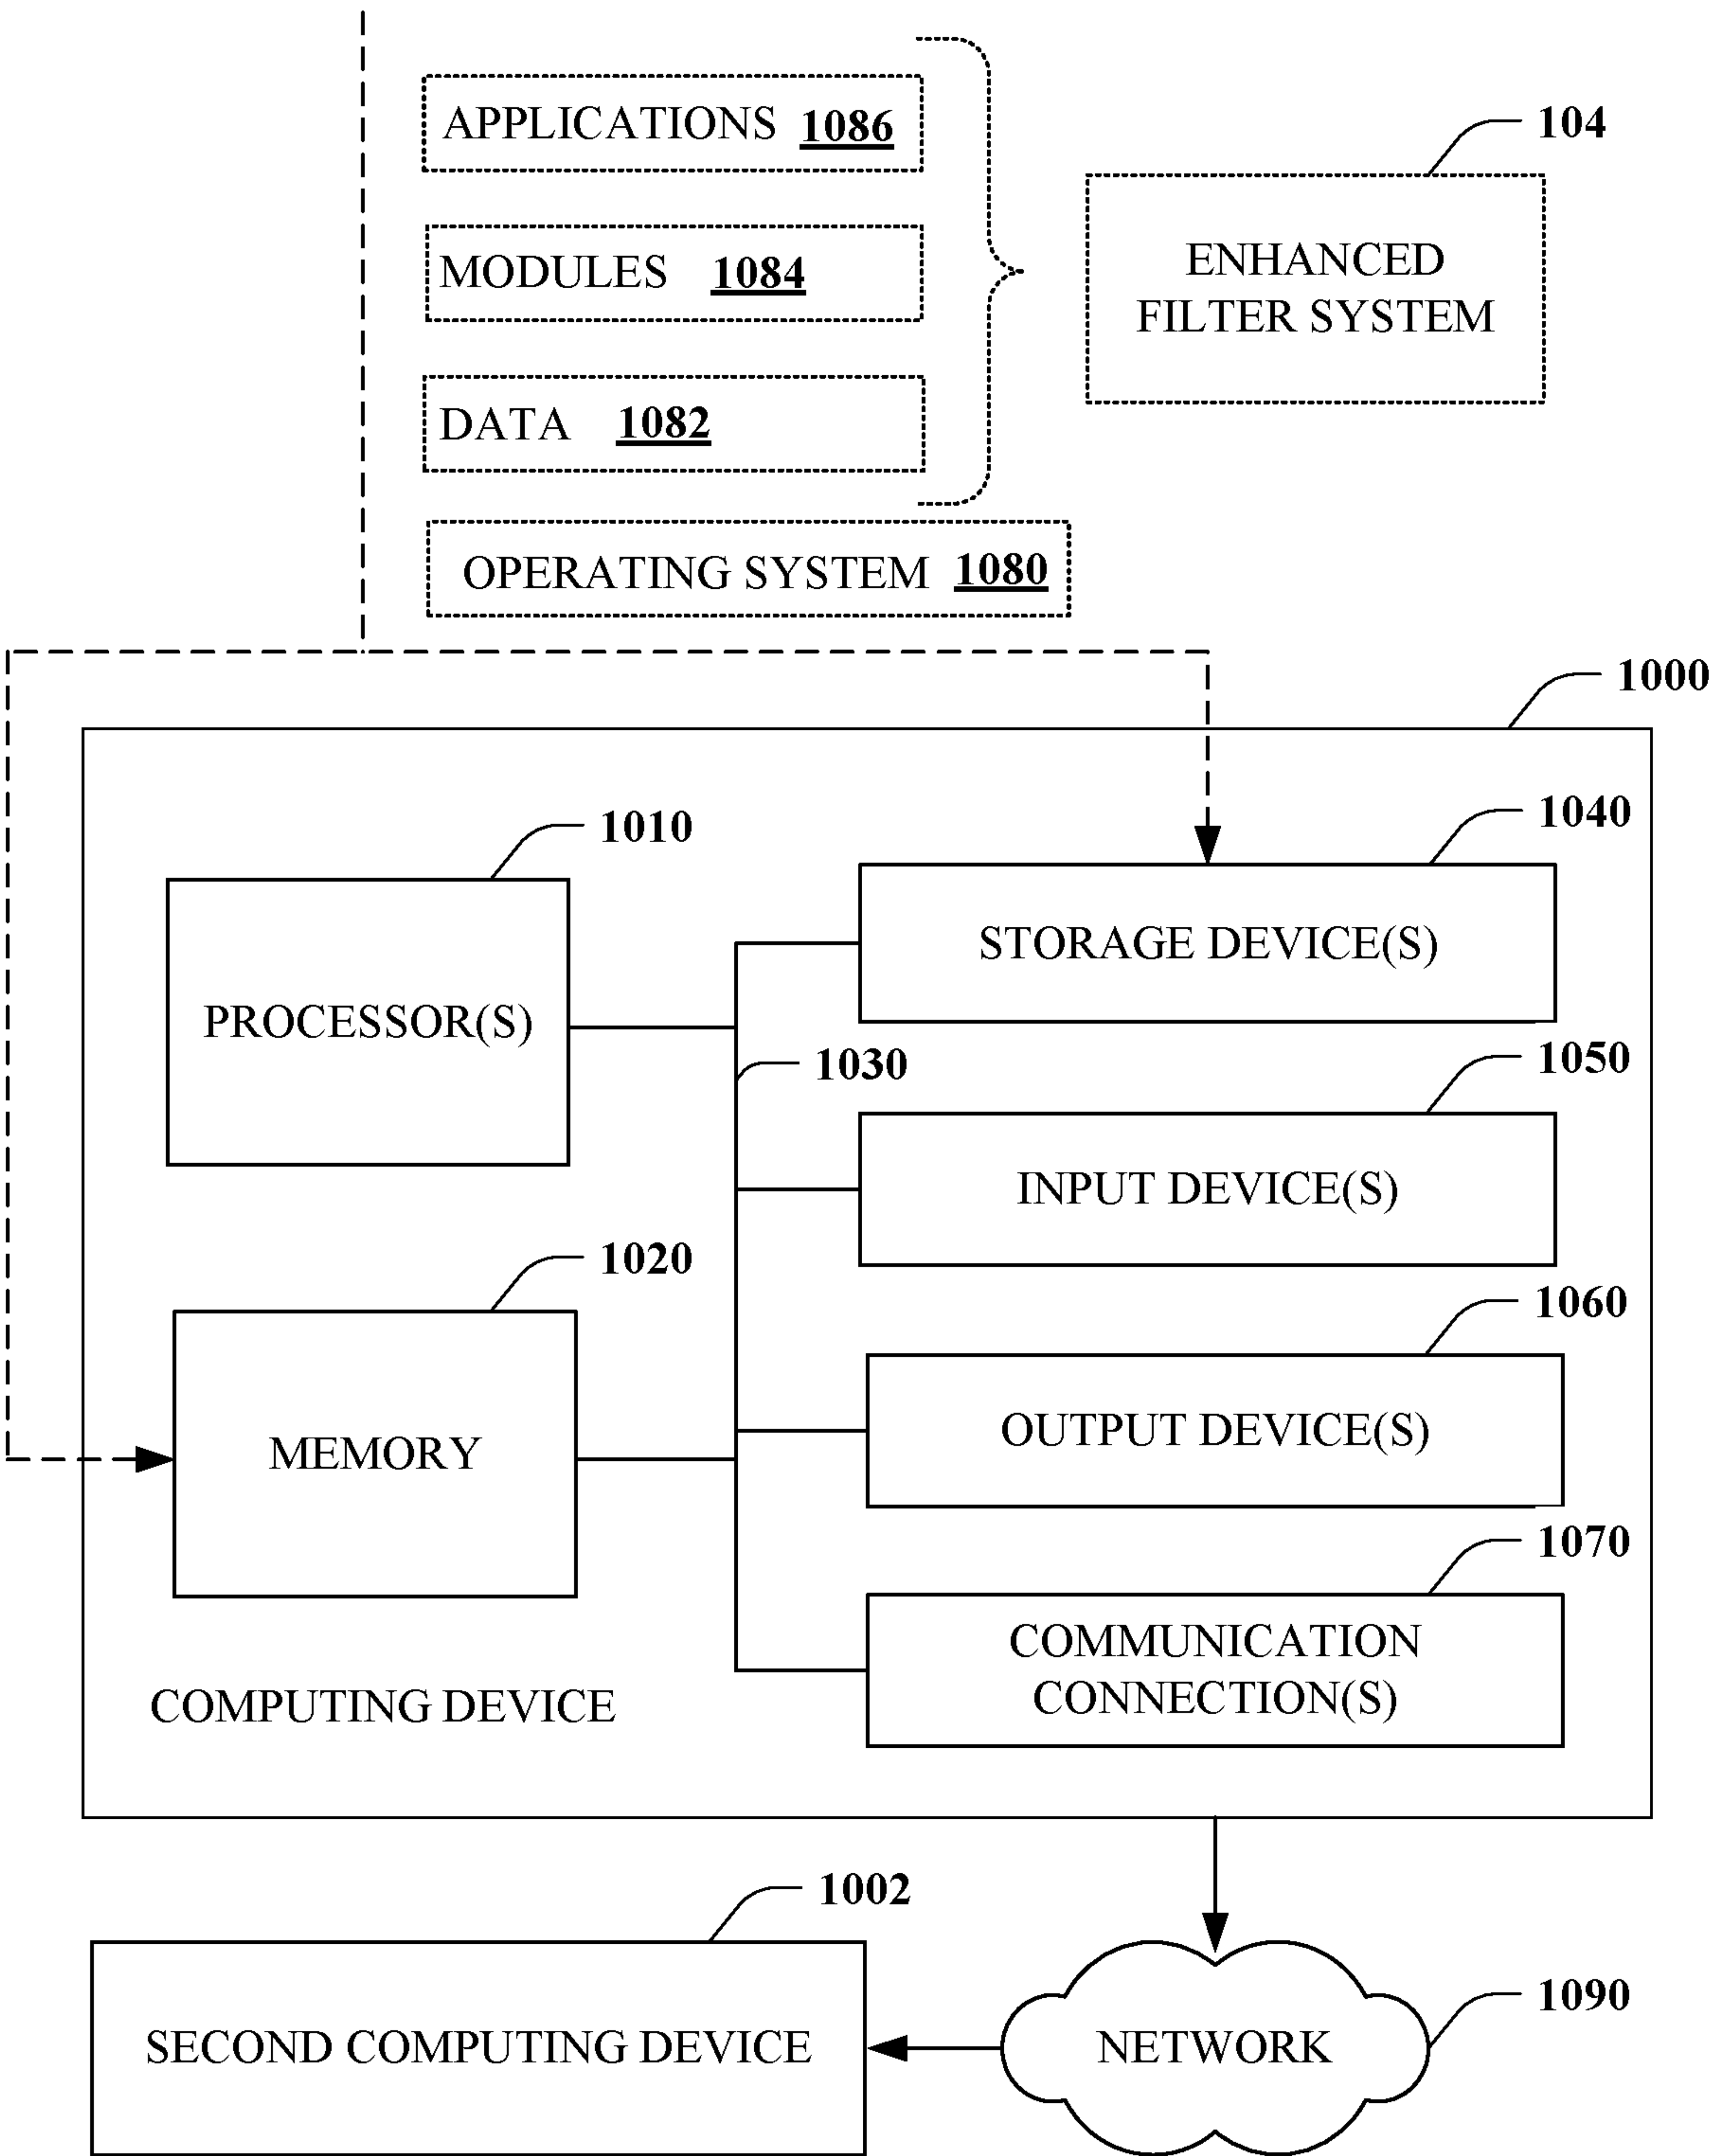 APPLICATIONS 1086
104
ENHANCED
FILTER SYSTEM
MODULES 1084
DATA 1082
OPERATING SYSTEM 1080
1000
1010
1040
STORAGE DEVICE(S)
PROCESSOR(S)
1030
1050
INPUT DEVICE(S)
1020
1060
MEMORY
OUTPUT DEVICE(S)
1070
COMMUNICATION
CONNECTION(S)
COMPUTING DEVICE
1002
1090
SECOND COMPUTING DEVICE
NETWORK